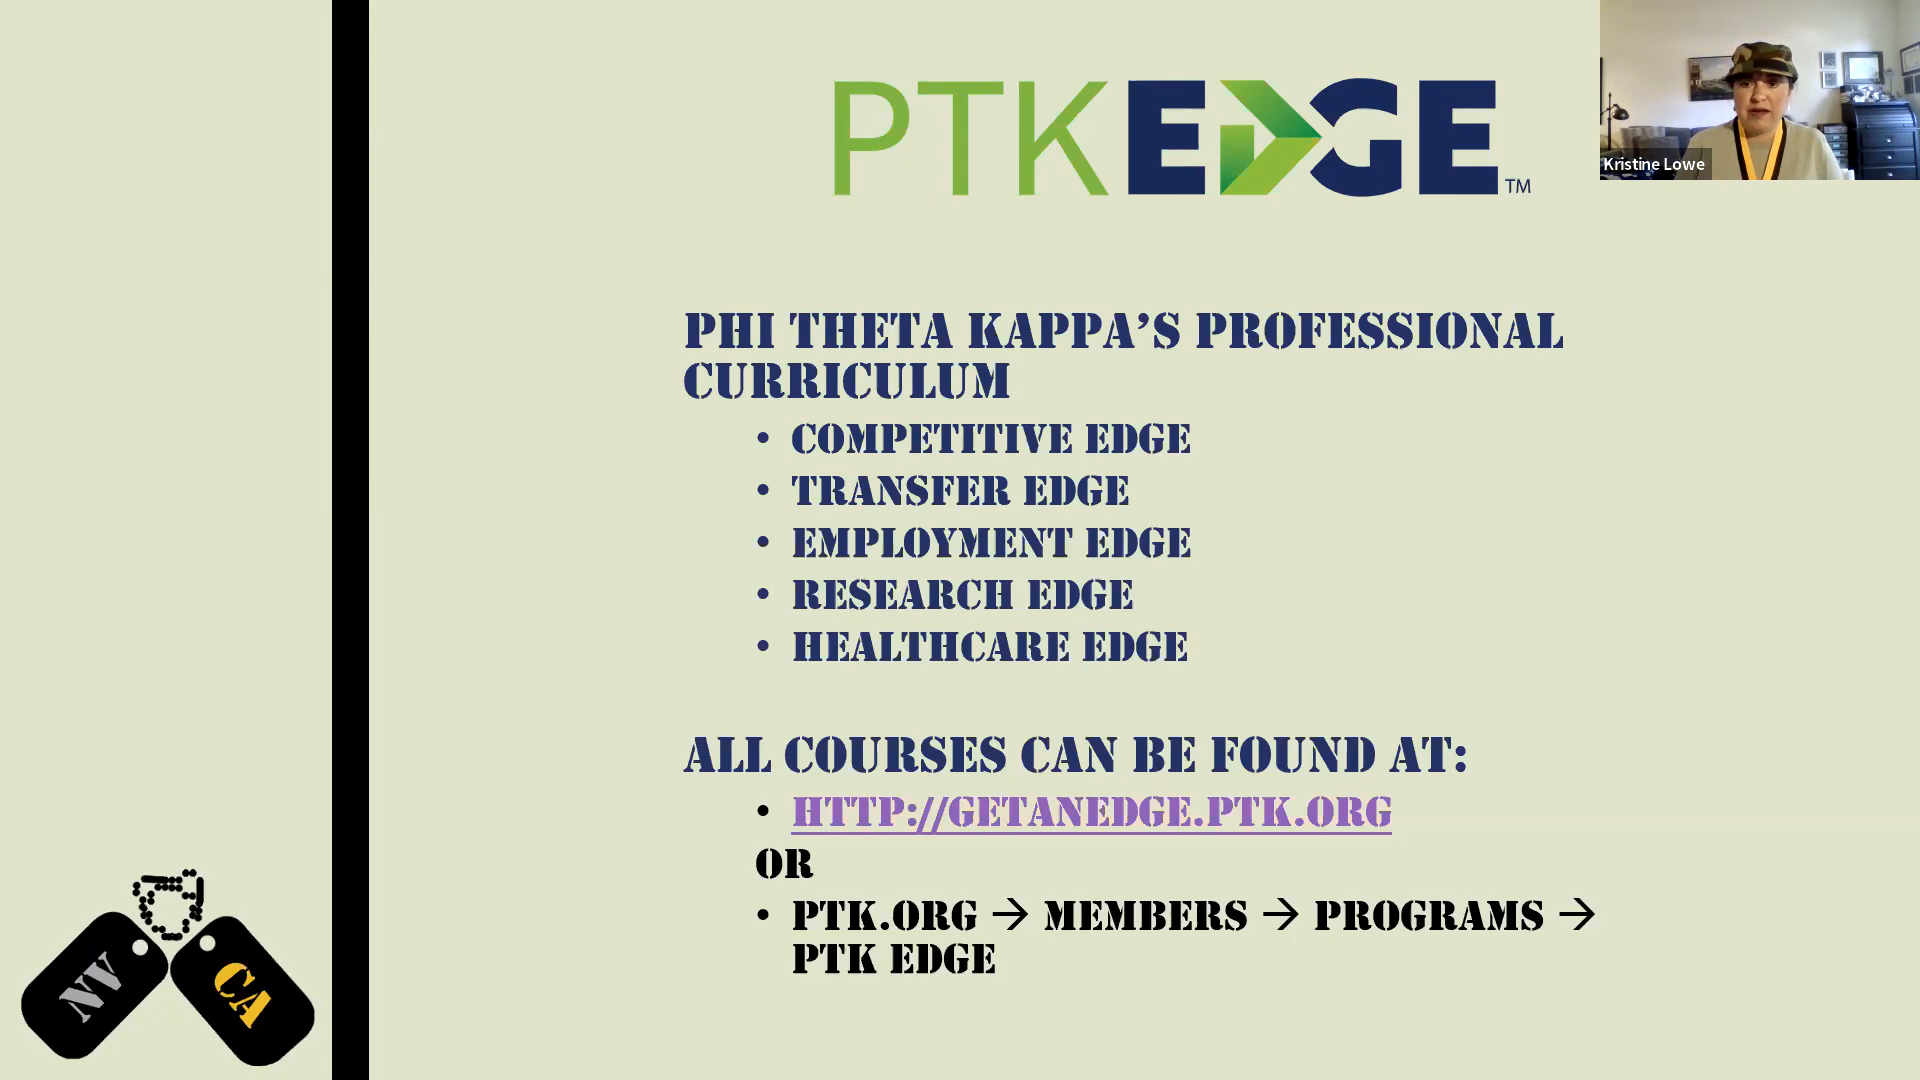 PTKEDGE™
Kristine Lowe
PHI THETA KAPPA’S PROFESSIONAL
CURRICULUM
• COMPETITIVE EDGE
• TRANSFER EDGE
• EMPLOYMENT EDGE
• RESEARCH EDGE
• HEALTHCARE EDGE
ALL COURSES CAN BE FOUND AT:
• HTTP://GETANEDGE.PTK.ORG
OR
• PTK.ORG → MEMBERS → PROGRAMS →
PTK EDGE
NV
CA